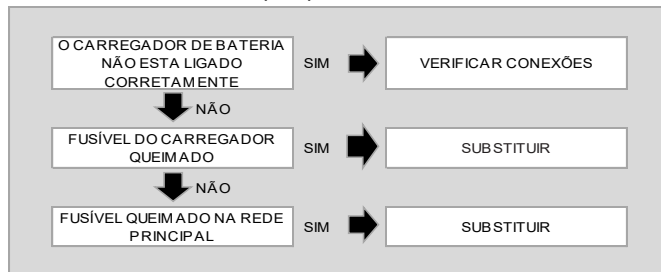 O CARREGADOR DE BATERIA
NÃO ESTA LIGADO
CORRETAMENTE
SIM
VERIFICAR CONEXÕES
NÃO
FUSÍVEL DO CARREGADOR
QUEIMADO
SIM
SUBSTITUIR
NÃO
FUSÍVEL QUEIMADO NA REDE
PRINCIPAL
SIM
SUBSTITUIR